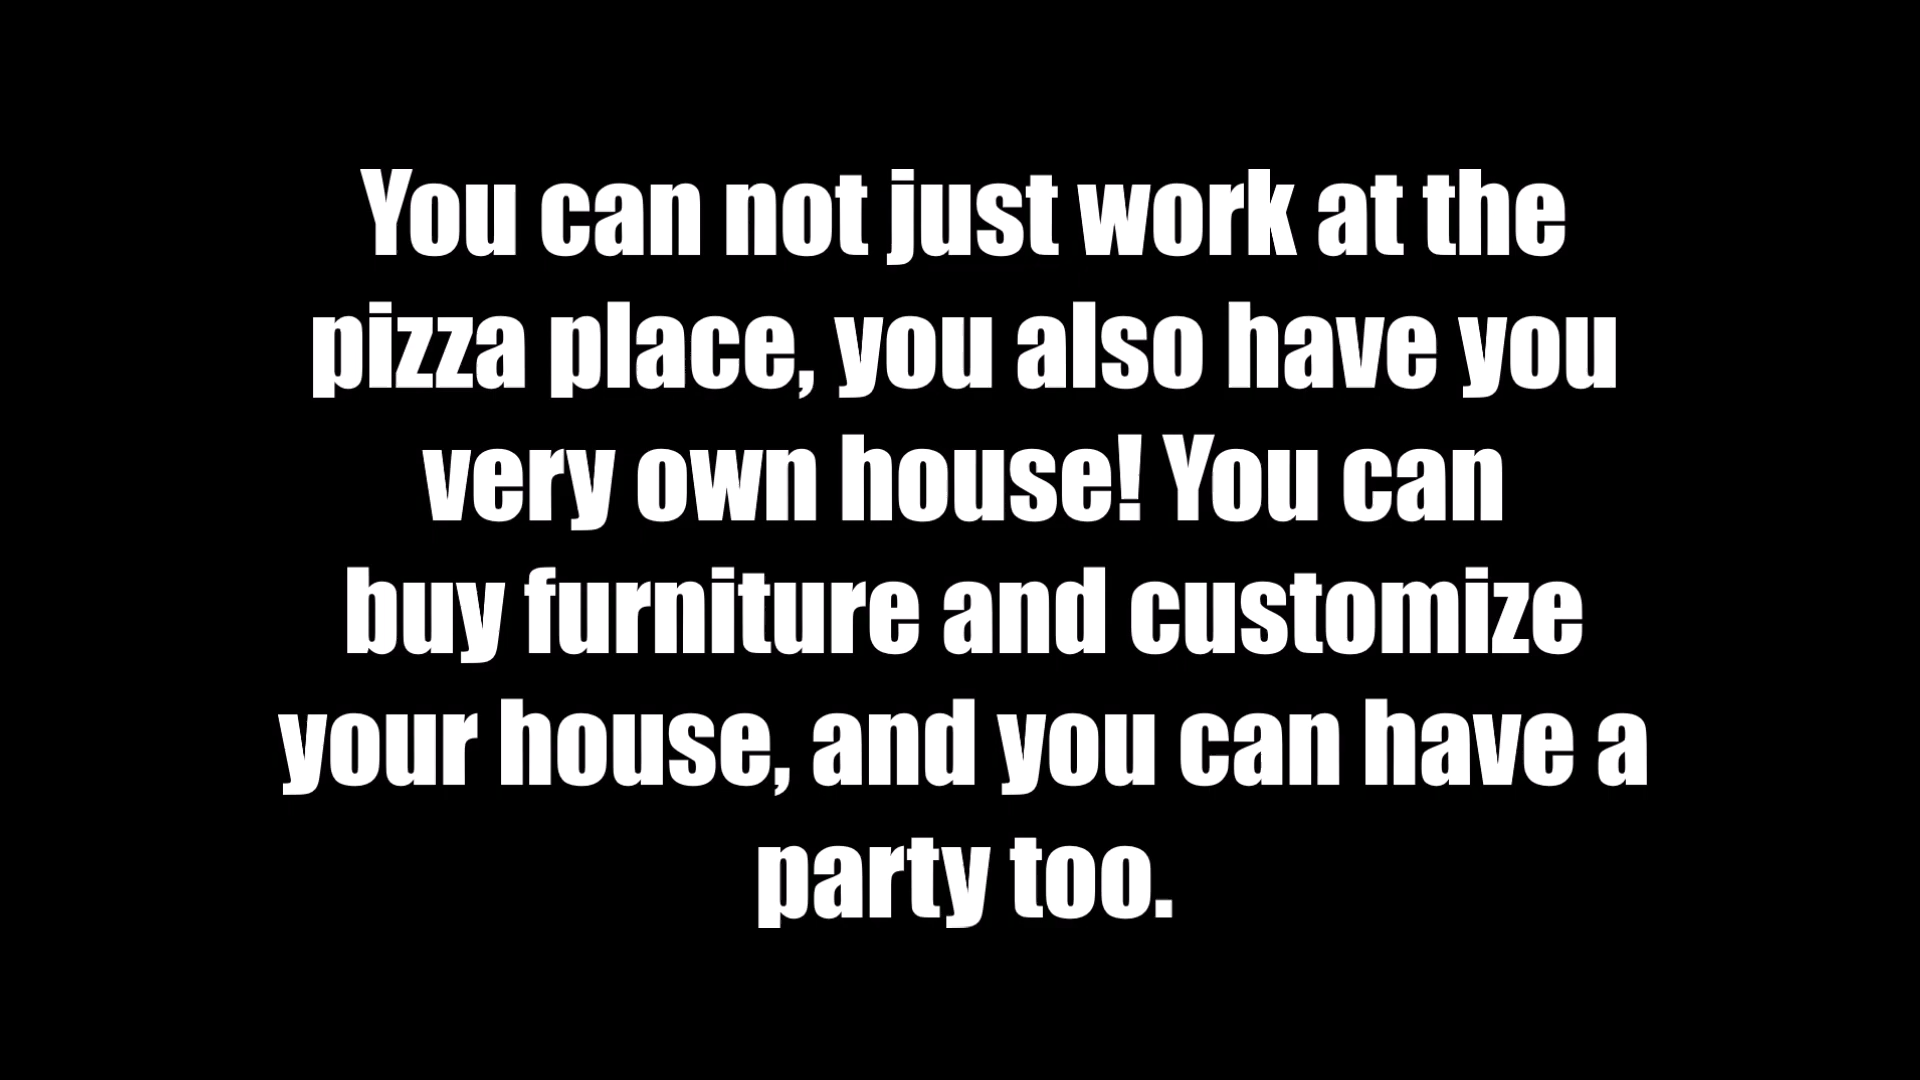 You can not just work at the
pizza place, you also have you
very own house! You can
buy furniture and customize
your house, and you can have a
party too.